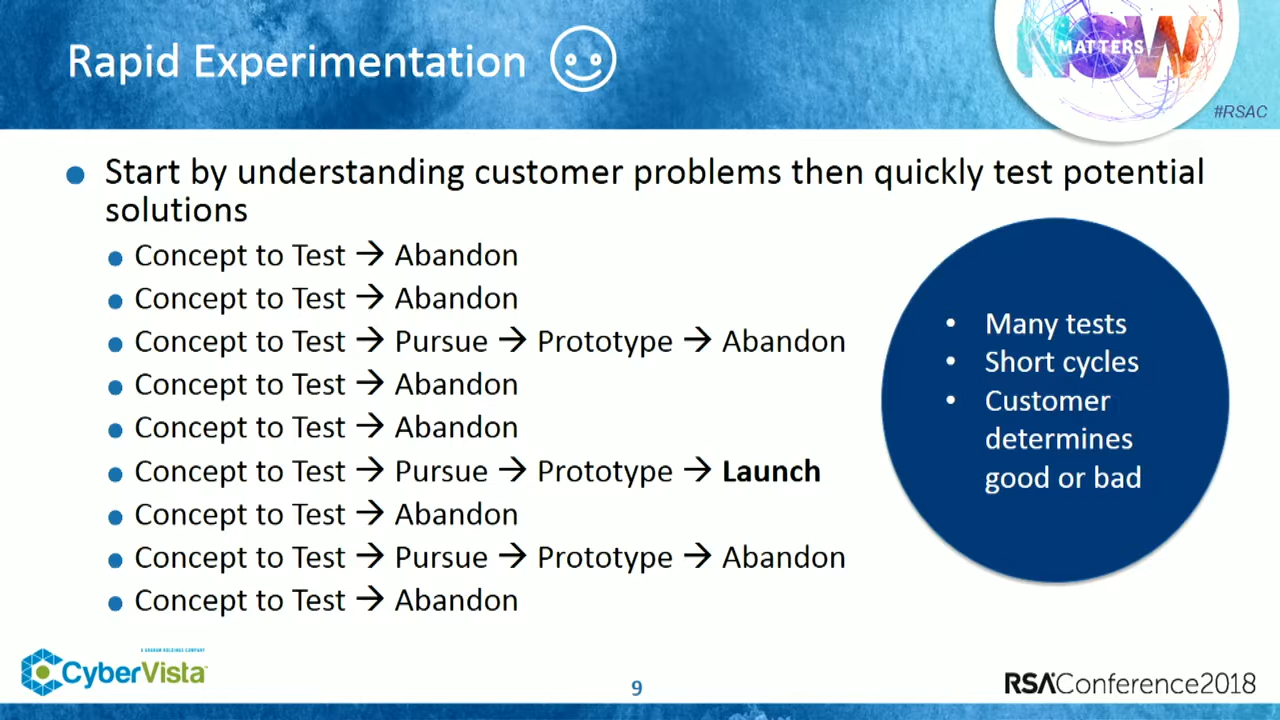 Rapid Experimentation
NOW
MATTERS
#RSAC
• Start by understanding customer problems then quickly test potential
solutions
• Concept to Test → Abandon
• Concept to Test → Abandon
• Concept to Test → Pursue → Prototype → Abandon
• Concept to Test → Abandon
• Concept to Test → Abandon
• Concept to Test → Pursue → Prototype → Launch
• Concept to Test → Abandon
• Concept to Test → Pursue → Prototype → Abandon
• Concept to Test → Abandon
• Many tests
• Short cycles
• Customer
determines
good or bad
A GRAHAM HOLDINGS COMPANY
CyberVista
9
RSAConference2018